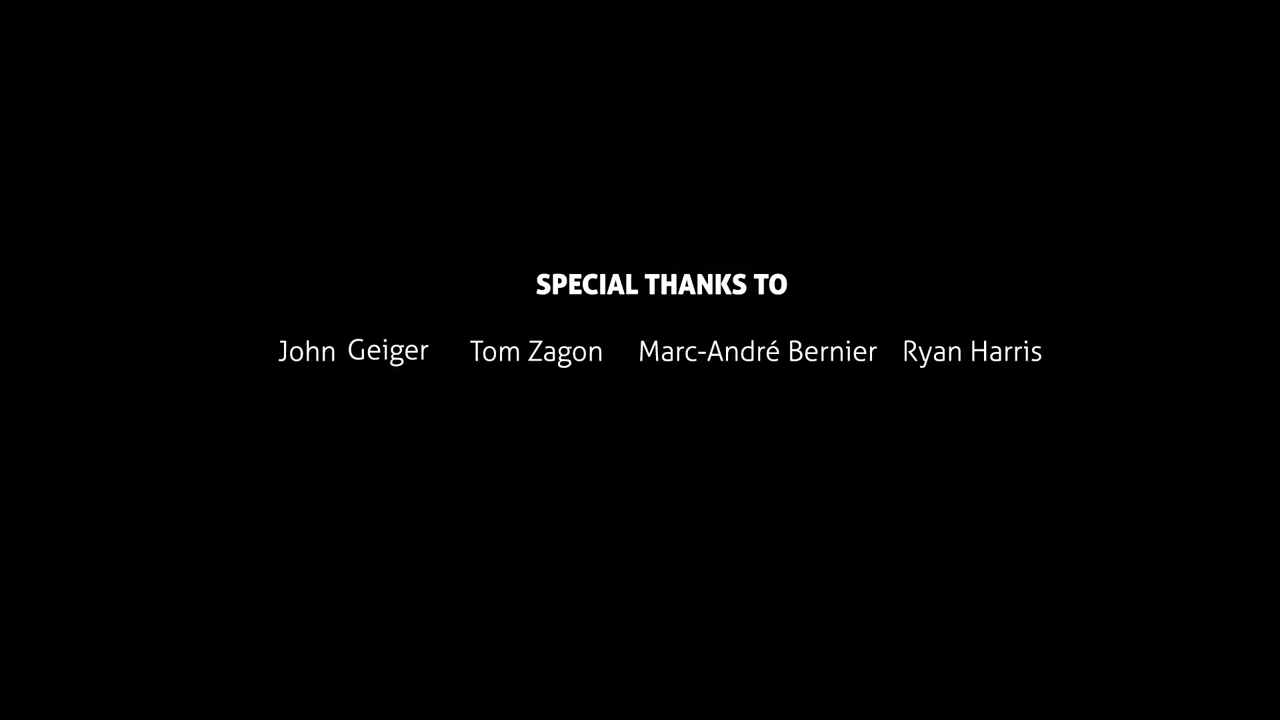 SPECIAL THANKS TO
John Geiger Tom Zagon Marc-André Bernier Ryan Harris